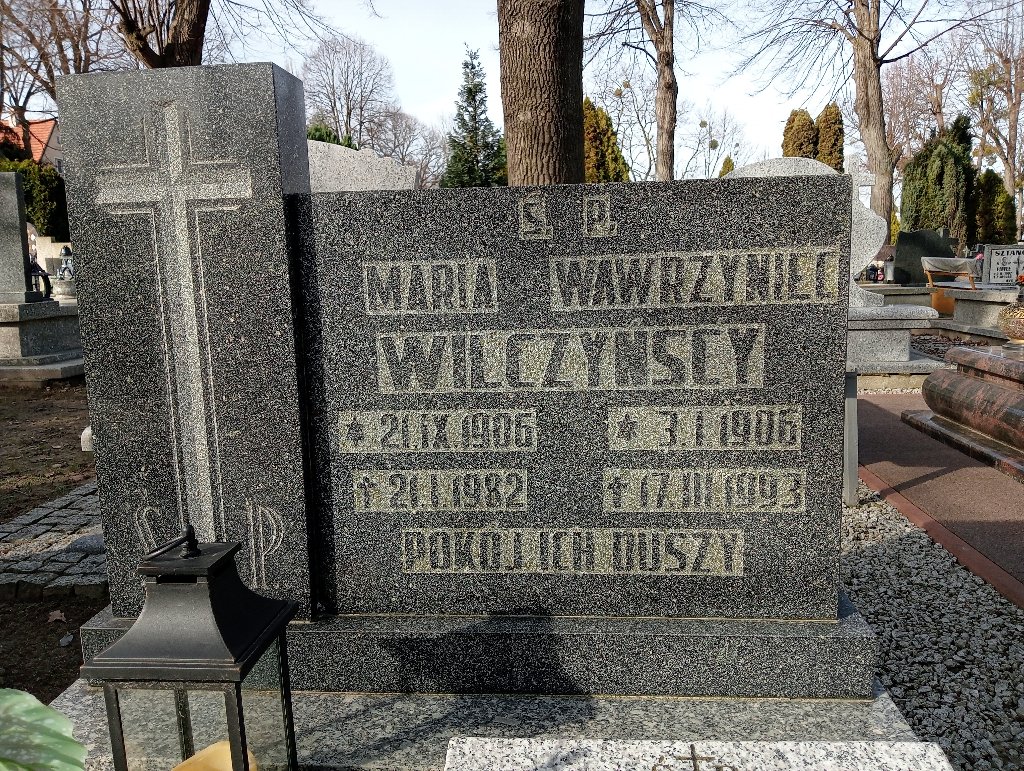 Ś. P.
MARIA WAWRZYNIEC
WILCZYŃSCY
* 21.IX 1906 * 3.I 1906
† 21.I.1982 † 17.III.1993
POKÓJ ICH DUSZY
Ś P